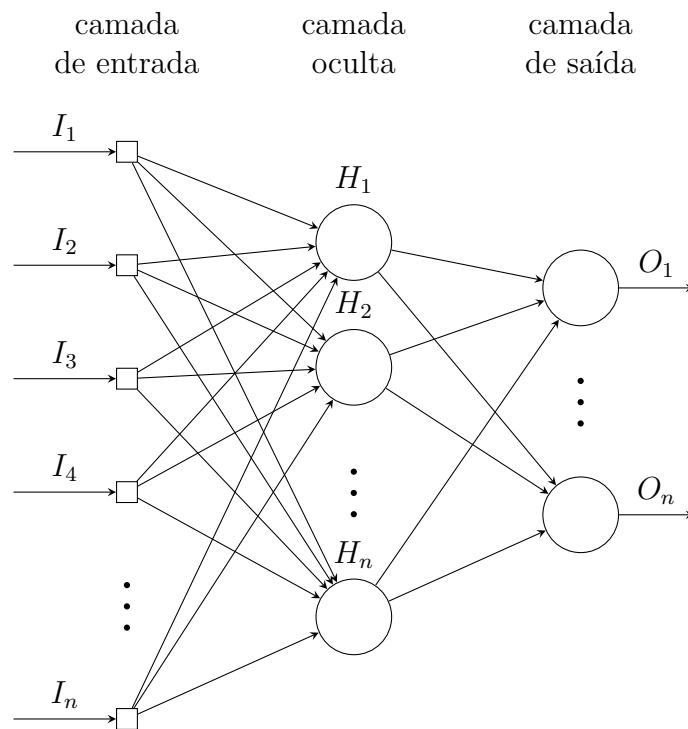 camada
de entrada
camada
oculta
camada
de saída
I₁
I₂
I₃
I₄
Iₙ
H₁
H₂
Hₙ
O₁
Oₙ